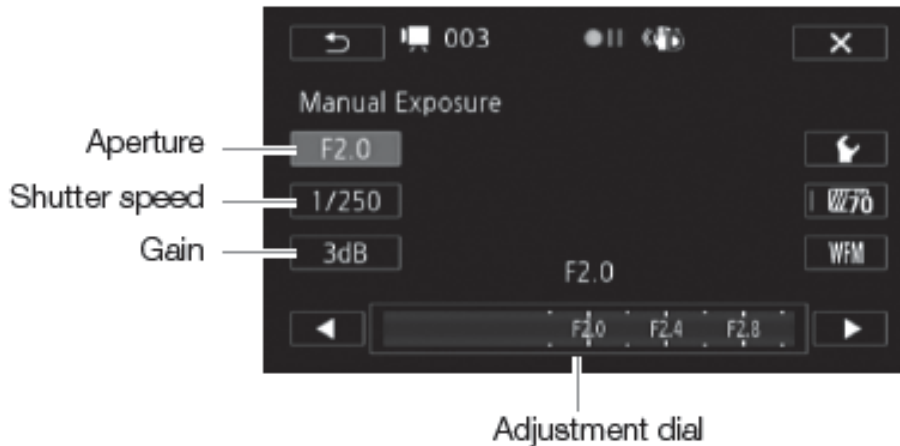 003
Manual Exposure
Aperture
F2.0
Shutter speed
1/250
70
Gain
3dB
WFM
F2.0
F2.0 F2.4 F2.8
Adjustment dial